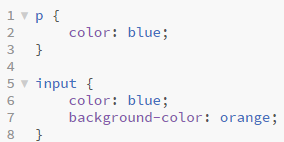 1 p {
2 color: blue;
3 }
4
5 input {
6 color: blue;
7 background-color: orange;
8 }